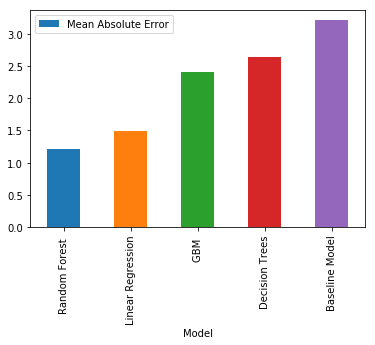 Mean Absolute Error
3.0
2.5
2.0
1.5
1.0
0.5
0.0
Random Forest
Linear Regression
GBM
Decision Trees
Baseline Model
Model